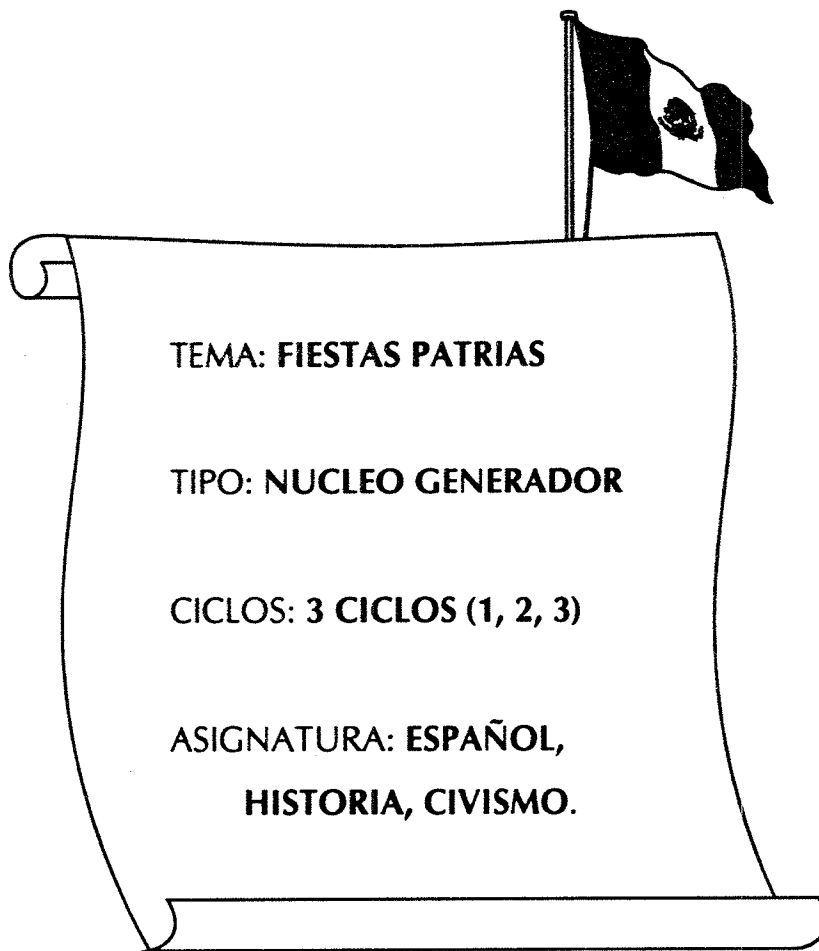 TEMA: FIESTAS PATRIAS
TIPO: NUCLEO GENERADOR
CICLOS: 3 CICLOS (1, 2, 3)
ASIGNATURA: ESPAÑOL,
HISTORIA, CIVISMO.